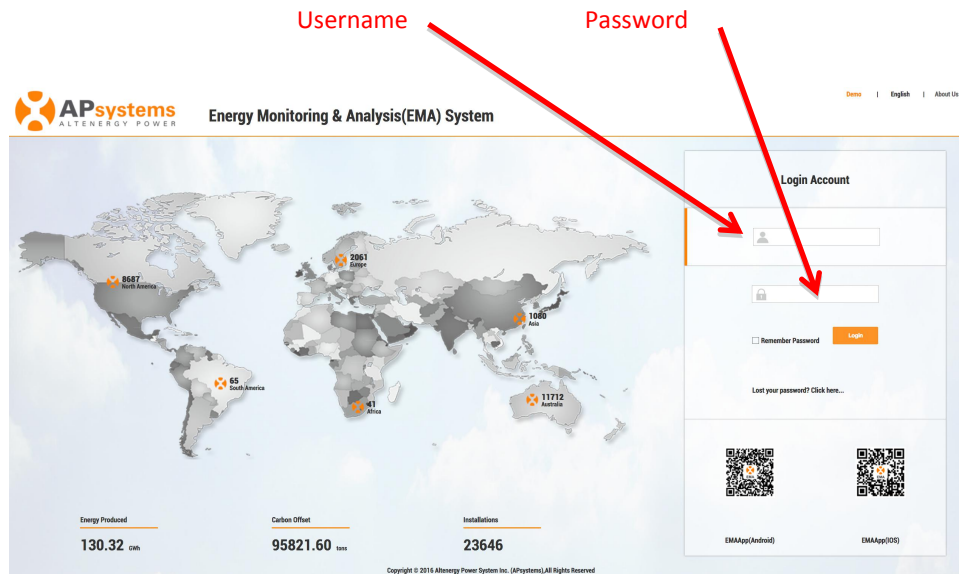 Username Password
Demo | English | About Us
APsystems
ALTENERGY POWER
Energy Monitoring & Analysis(EMA) System
Login Account
2061
Europe
8687
North America
1080
Asia
Remember Password Login
65
South America
11712
Australia
41
Africa
Lost your password? Click here...
Energy Produced Carbon Offset Installations
130.32 GWh 95821.60 tons 23646
EMAApp(Android) EMAApp(IOS)
Copyright © 2016 Altenergy Power System Inc. (APsystems),All Rights Reserved